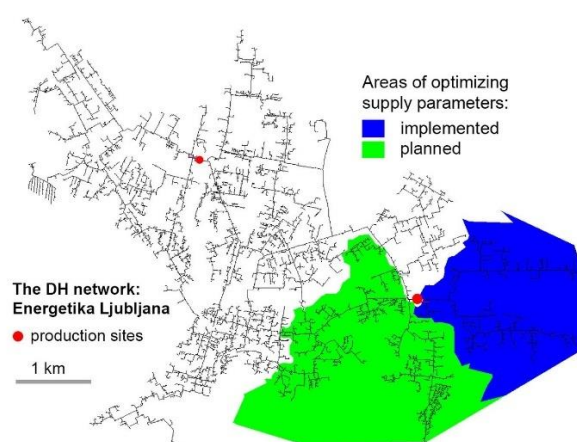 Areas of optimizing
supply parameters:
implemented
planned
The DH network:
Energetika Ljubljana
production sites
1 km